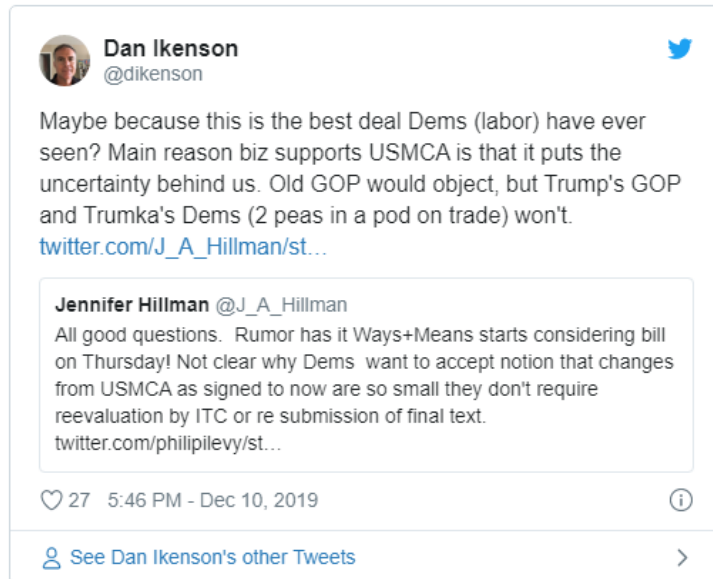 Dan Ikenson
@dikenson
Maybe because this is the best deal Dems (labor) have ever
seen? Main reason biz supports USMCA is that it puts the
uncertainty behind us. Old GOP would object, but Trump's GOP
and Trumka's Dems (2 peas in a pod on trade) won't.
twitter.com/J_A_Hillman/st…
Jennifer Hillman @J_A_Hillman
All good questions.  Rumor has it Ways+Means starts considering bill
on Thursday! Not clear why Dems  want to accept notion that changes
from USMCA as signed to now are so small they don't require
reevaluation by ITC or re submission of final text.
twitter.com/philipilevy/st…
27 5:46 PM - Dec 10, 2019
See Dan Ikenson's other Tweets